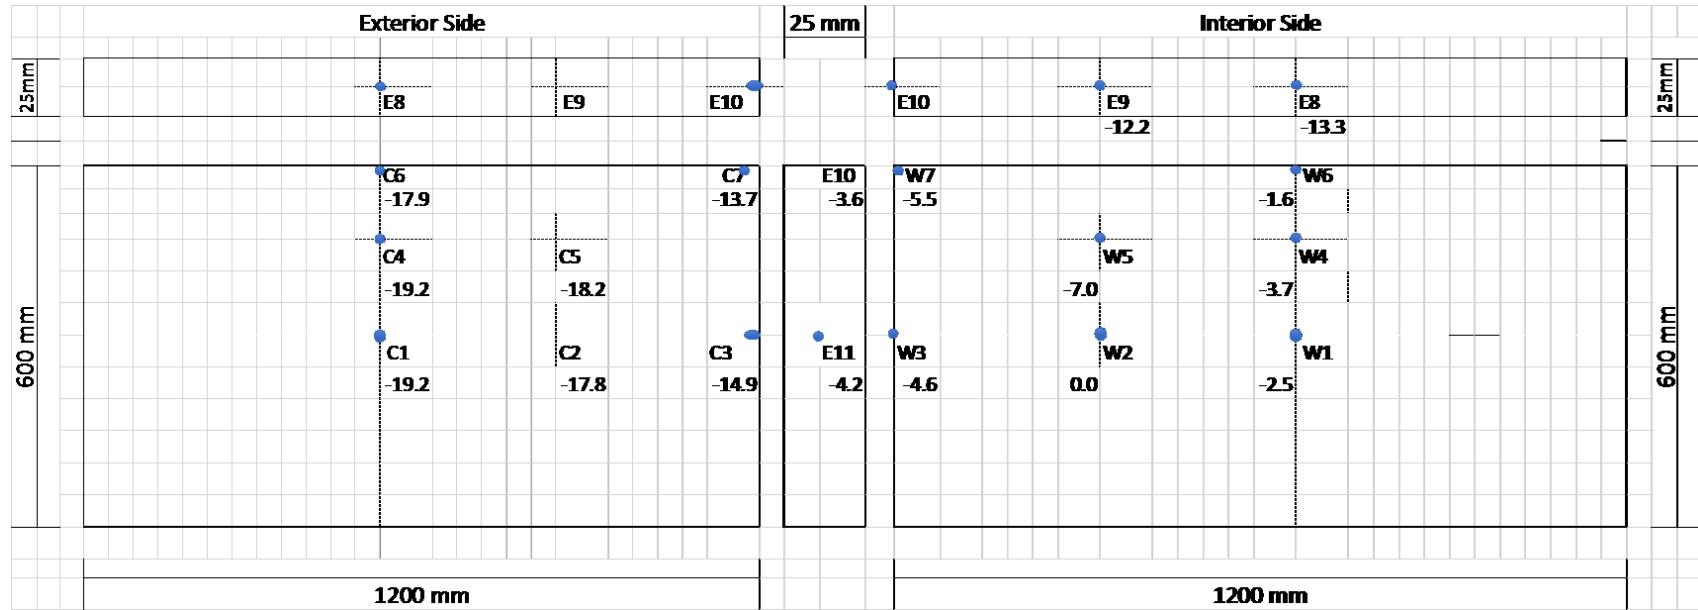 Exterior Side 25 mm Interior Side
25mm E8 E9 E10 E10 E9 E8 25mm
-12.2 -13.3
C6 C7 E10 W7 W6
-17.9 -13.7 -3.6 -5.5 -1.6
C4 C5 W5 W4
-19.2 -18.2 -7.0 -3.7
600 mm C1 C2 C3 E11 W3 W2 W1 600 mm
-19.2 -17.8 -14.9 -4.2 -4.6 0.0 -2.5
1200 mm 1200 mm